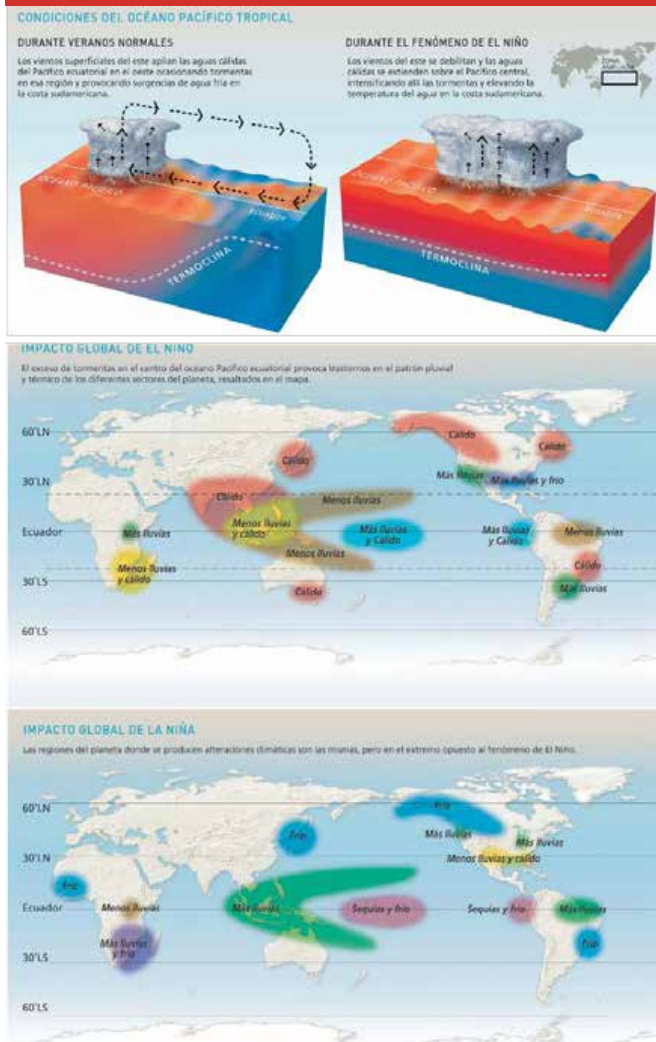 CONDICIONES DEL OCÉANO PACÍFICO TROPICAL
DURANTE VERANOS NORMALES
Los vientos superficiales del este apilan las aguas cálidas
del Pacífico ecuatorial en el oeste ocasionando tormentas
en esa región y provocando surgencias de agua fría en
la costa sudamericana.
DURANTE EL FENÓMENO DE EL NIÑO
Los vientos del este se debilitan y las aguas
cálidas se extienden sobre el Pacífico central,
intensificando allí las tormentas y elevando la
temperatura del agua en la costa sudamericana.
OCÉANO PACÍFICO
Ecuador
TERMOCLINA
OCÉANO PACÍFICO
Ecuador
TERMOCLINA
IMPACTO GLOBAL DE EL NIÑO
El exceso de tormentas en el centro del océano Pacífico ecuatorial provoca trastornos en el patrón pluvial
y térmico de los diferentes sectores del planeta, resaltados en el mapa.
60°LN
Cálido
Cálido
Cálido
30°LN
Más lluvias
Más lluvias y frío
Cálido
Menos lluvias
Ecuador
Más lluvias
Menos lluvias
y cálido
Más lluvias
y Cálido
Más lluvias
y Cálido
Menos lluvias
Menos lluvias
Menos lluvias
y cálido
Cálido
30°LS
Cálido
Más lluvias
60°LS
IMPACTO GLOBAL DE LA NIÑA
Las regiones del planeta donde se producen alteraciones climáticas son las mismas, pero en el extremo opuesto al fenómeno de El Niño.
60°LN
Frío
Frío
Más lluvias
Más lluvias
30°LN
Menos lluvias y cálido
Frío
Ecuador
Menos lluvias
Más lluvias
Sequías y frío
Sequías y frío
Más lluvias
Más lluvias
y frío
Frío
30°LS
60°LS